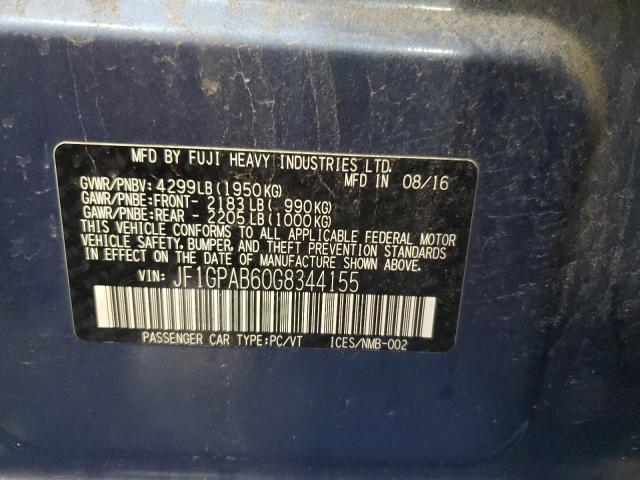 MFD BY FUJI HEAVY INDUSTRIES LTD.
MFD IN 08/16
GVWR/PNBV: 4299LB(1950KG)
GAWR/PNBE:FRONT- 2183LB( 990KG)
GAWR/PNBE:REAR - 2205LB(1000KG)
THIS VEHICLE CONFORMS TO ALL APPLICABLE FEDERAL MOTOR
VEHICLE SAFETY, BUMPER, AND THEFT PREVENTION STANDARDS
IN EFFECT ON THE DATE OF MANUFACTURE SHOWN ABOVE.
VIN: JF1GPAB60G8344155
PASSENGER CAR TYPE:PC/VT ICES/NMB-002